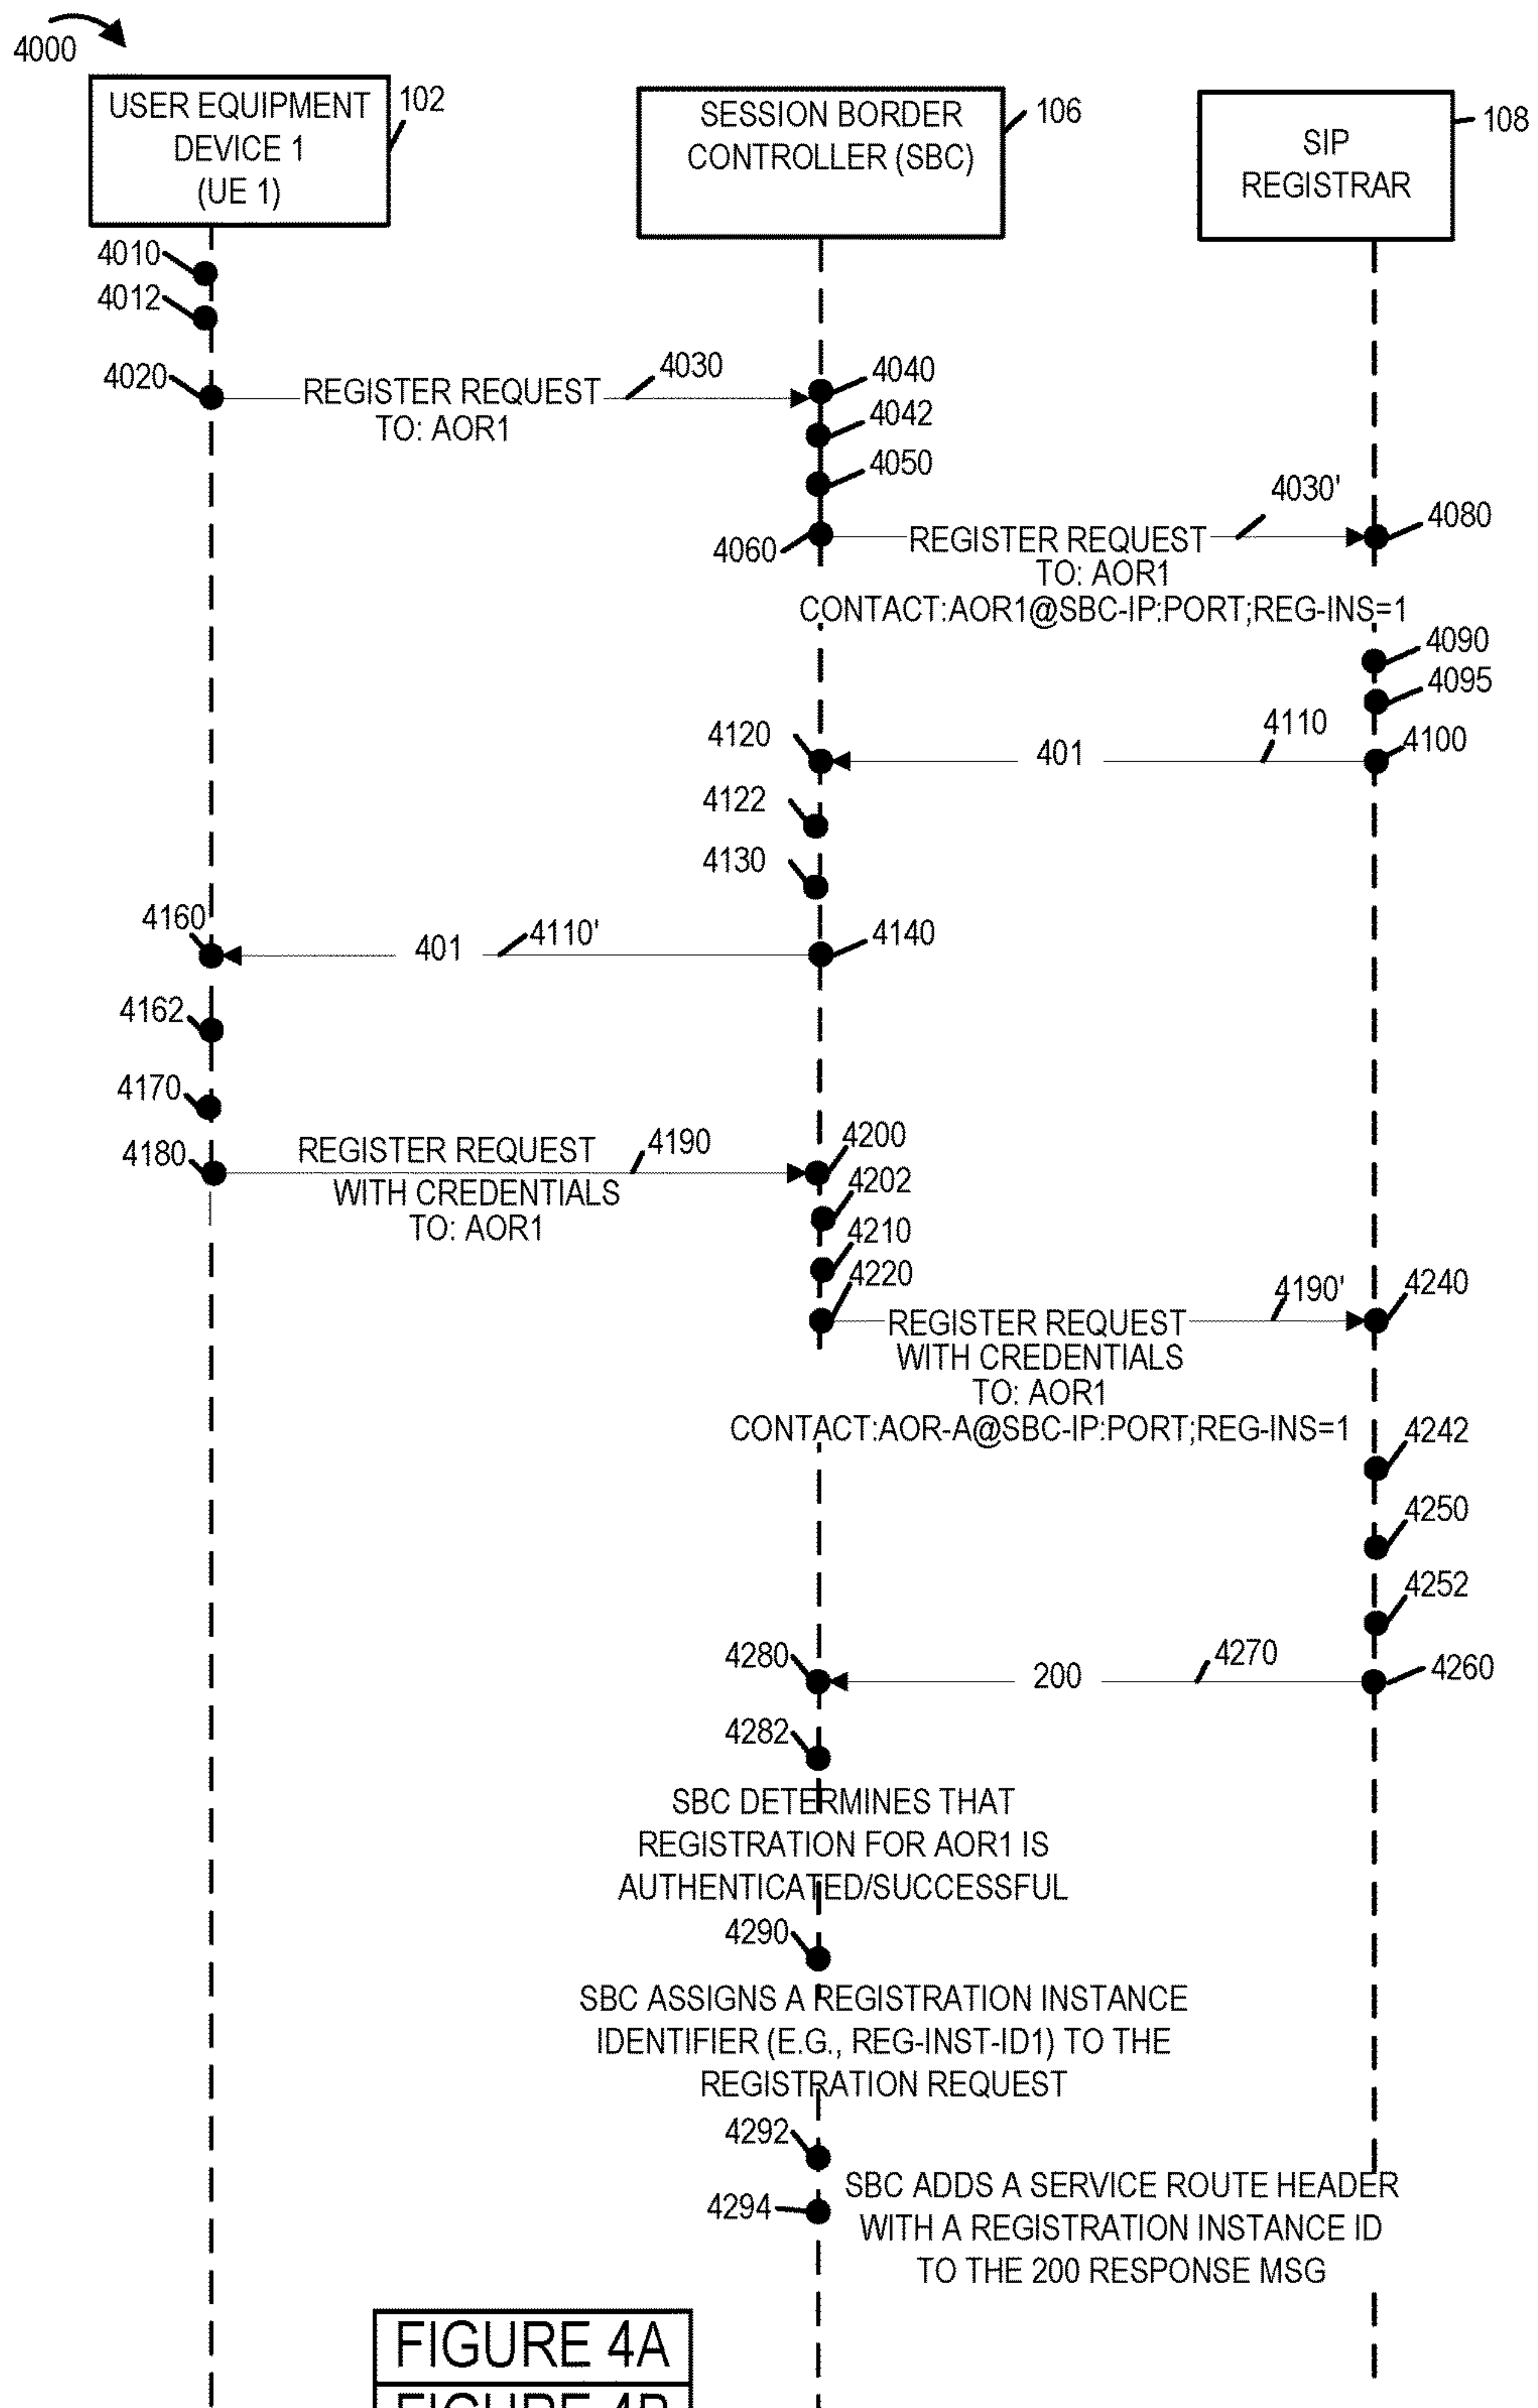 4000
USER EQUIPMENT
DEVICE 1
(UE 1)
102
SESSION BORDER
CONTROLLER (SBC)
106
SIP
REGISTRAR
108
4010
4012
4020
REGISTER REQUEST
TO: AOR1
4030
4040
4042
4050
4060
REGISTER REQUEST
TO: AOR1
CONTACT:AOR1@SBC-IP:PORT;REG-INS=1
4030'
4080
4090
4095
4100
4110
401
4120
4122
4130
4140
4110'
401
4160
4162
4170
4180
REGISTER REQUEST
WITH CREDENTIALS
TO: AOR1
4190
4200
4202
4210
4220
REGISTER REQUEST
WITH CREDENTIALS
TO: AOR1
CONTACT:AOR-A@SBC-IP:PORT;REG-INS=1
4190'
4240
4242
4250
4252
4260
4270
200
4280
4282
SBC DETERMINES THAT
REGISTRATION FOR AOR1 IS
AUTHENTICATED/SUCCESSFUL
4290
SBC ASSIGNS A REGISTRATION INSTANCE
IDENTIFIER (E.G., REG-INST-ID1) TO THE
REGISTRATION REQUEST
4292
4294
SBC ADDS A SERVICE ROUTE HEADER
WITH A REGISTRATION INSTANCE ID
TO THE 200 RESPONSE MSG
FIGURE 4A
FIGURE 4B